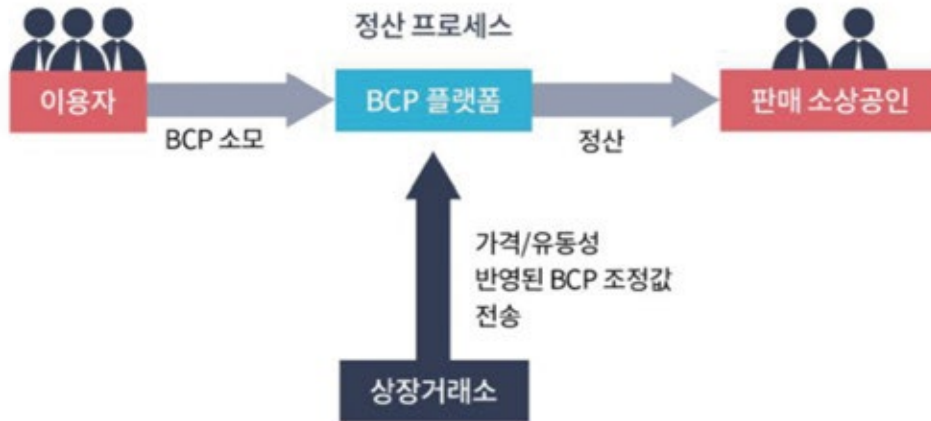 정산 프로세스
이용자
BCP 플랫폼
판매 소상공인
BCP 소모
정산
가격/유동성
반영된 BCP 조정값
전송
상장거래소